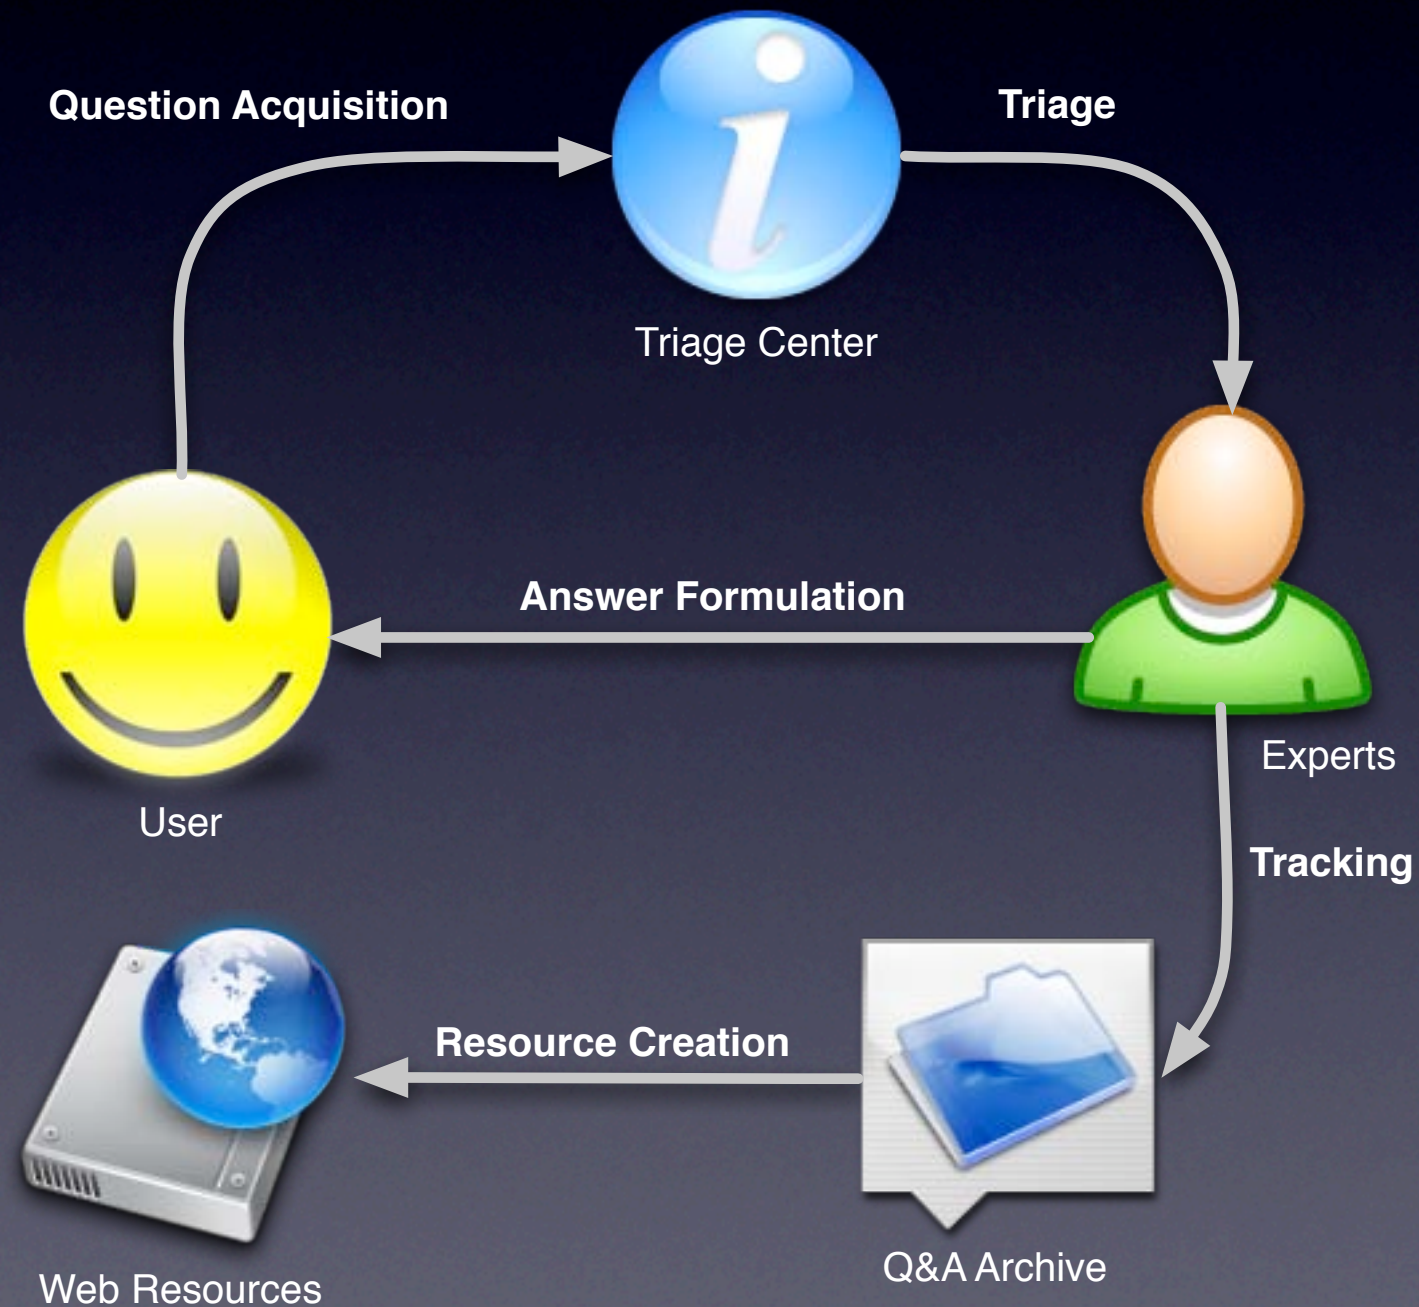 Question Acquisition
Triage
Triage Center
Answer Formulation
Experts
User
Tracking
Resource Creation
Q&A Archive
Web Resources